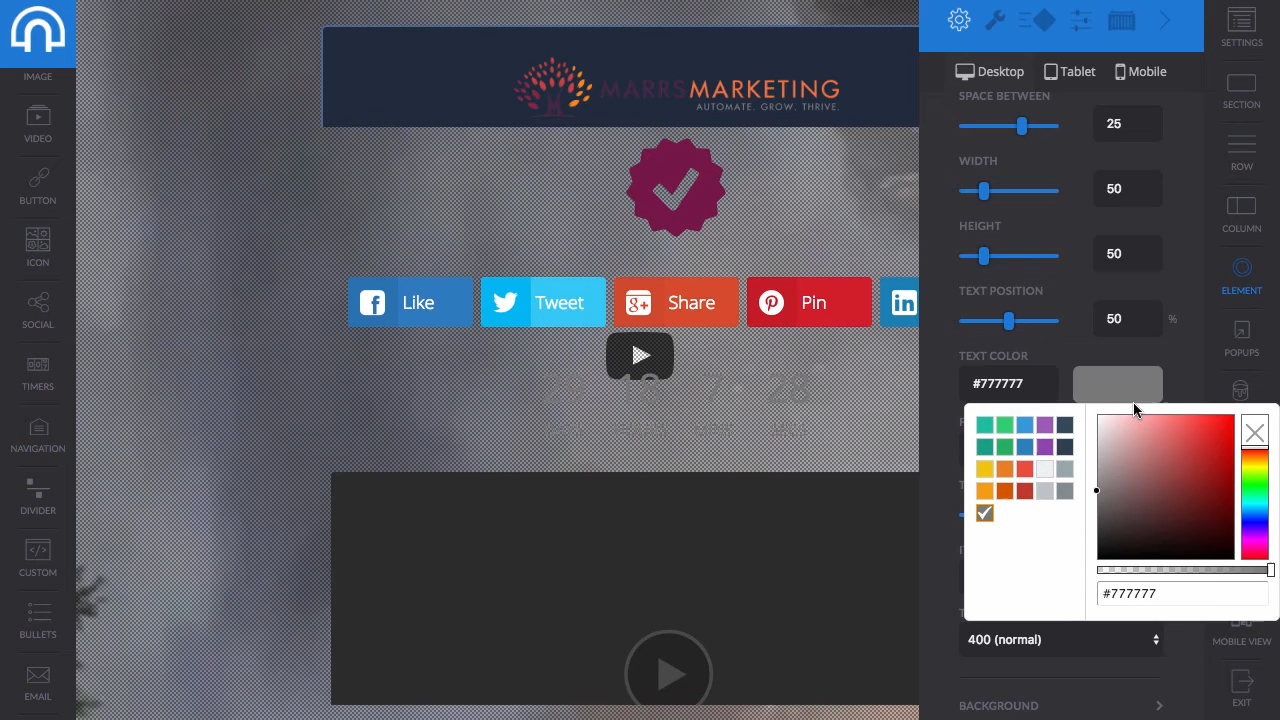 IMAGE
VIDEO
BUTTON
ICON
SOCIAL
TIMERS
NAVIGATION
DIVIDER
CUSTOM
BULLETS
EMAIL
MARRSMARKETING
AUTOMATE. GROW. THRIVE.
Like
Tweet
Share
Pin
in
Desktop
Tablet
Mobile
SPACE BETWEEN
25
WIDTH
50
HEIGHT
50
TEXT POSITION
50 %
TEXT COLOR
#777777
#777777
400 (normal)
BACKGROUND
SETTINGS
SECTION
ROW
COLUMN
ELEMENT
POPUPS
MOBILE VIEW
EXIT